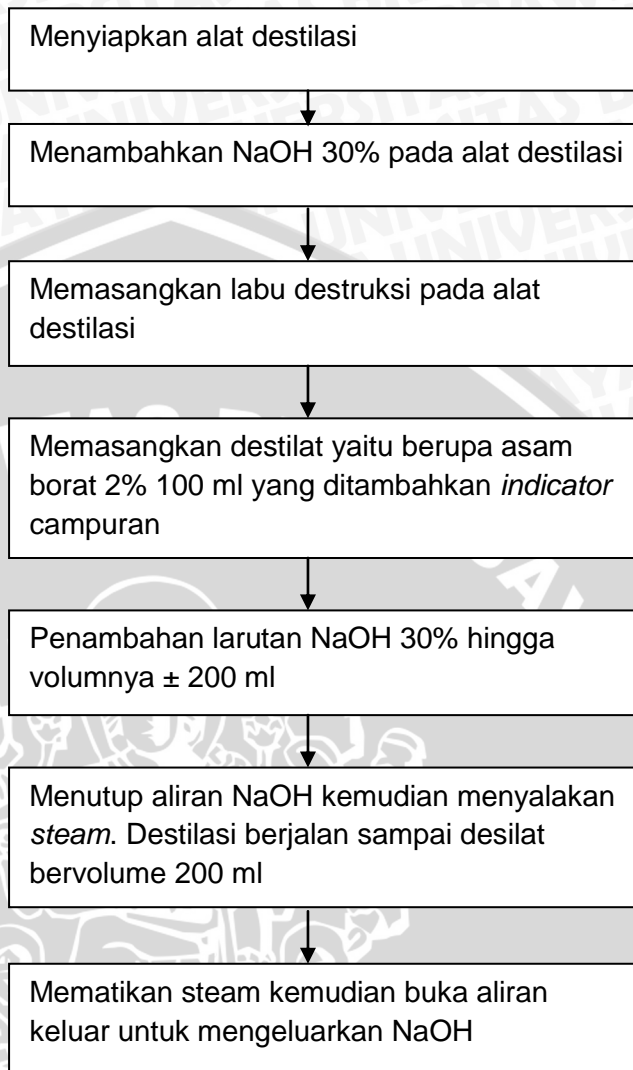 Menyiapkan alat destilasi
Menambahkan NaOH 30% pada alat destilasi
Memasangkan labu destruksi pada alat
destilasi
Memasangkan destilat yaitu berupa asam
borat 2% 100 ml yang ditambahkan indicator
campuran
Penambahan larutan NaOH 30% hingga
volumnya ± 200 ml
Menutup aliran NaOH kemudian menyalakan
steam. Destilasi berjalan sampai desilat
bervolume 200 ml
Mematikan steam kemudian buka aliran
keluar untuk mengeluarkan NaOH